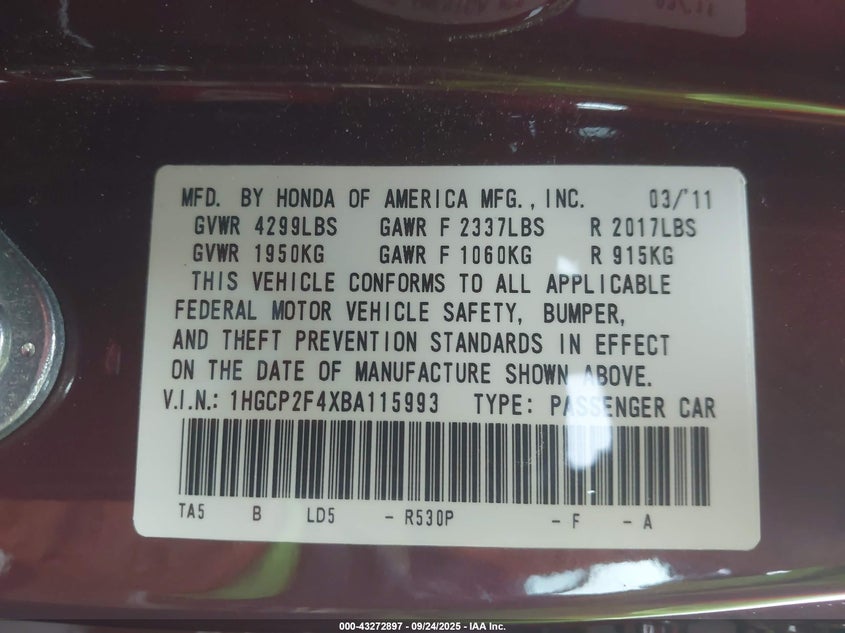 03/'11
MFD. BY HONDA OF AMERICA MFG., INC. 03/'11
GVWR 4299LBS GAWR F 2337LBS R 2017LBS
GVWR 1950KG GAWR F 1060KG R 915KG
THIS VEHICLE CONFORMS TO ALL APPLICABLE
FEDERAL MOTOR VEHICLE SAFETY, BUMPER,
AND THEFT PREVENTION STANDARDS IN EFFECT
ON THE DATE OF MANUFACTURE SHOWN ABOVE.
V.I.N.: 1HGCP2F4XBA115993 TYPE: PASSENGER CAR
TA5 B LD5 - R530P - F - A
000-43272897 - 09/24/2025 - IAA Inc.